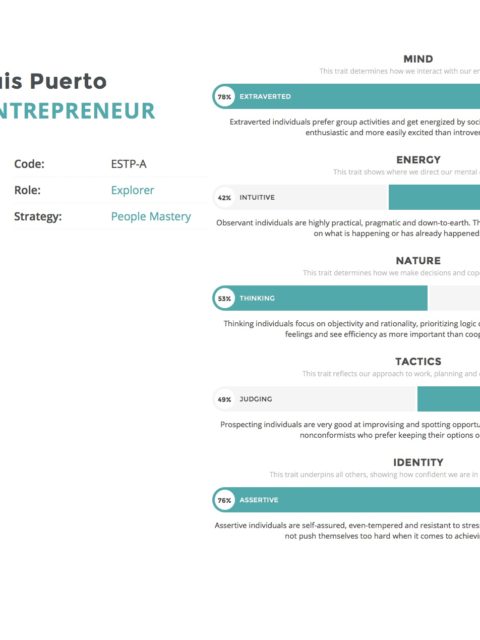 uis Puerto
NTREPRENEUR
Code: ESTP-A
Role: Explorer
Strategy: People Mastery
MIND
This trait determines how we interact with our en
78% EXTRAVERTED
Extraverted individuals prefer group activities and get energized by soci
enthusiastic and more easily excited than introver
ENERGY
This trait shows where we direct our mental
42% INTUITIVE
Observant individuals are highly practical, pragmatic and down-to-earth. Th
on what is happening or has already happened
NATURE
This trait determines how we make decisions and cop
53% THINKING
Thinking individuals focus on objectivity and rationality, prioritizing logic
feelings and see efficiency as more important than coop
TACTICS
This trait reflects our approach to work, planning and
49% JUDGING
Prospecting individuals are very good at improvising and spotting opportu
nonconformists who prefer keeping their options o
IDENTITY
This trait underpins all others, showing how confident we are in
76% ASSERTIVE
Assertive individuals are self-assured, even-tempered and resistant to stres
not push themselves too hard when it comes to achievin